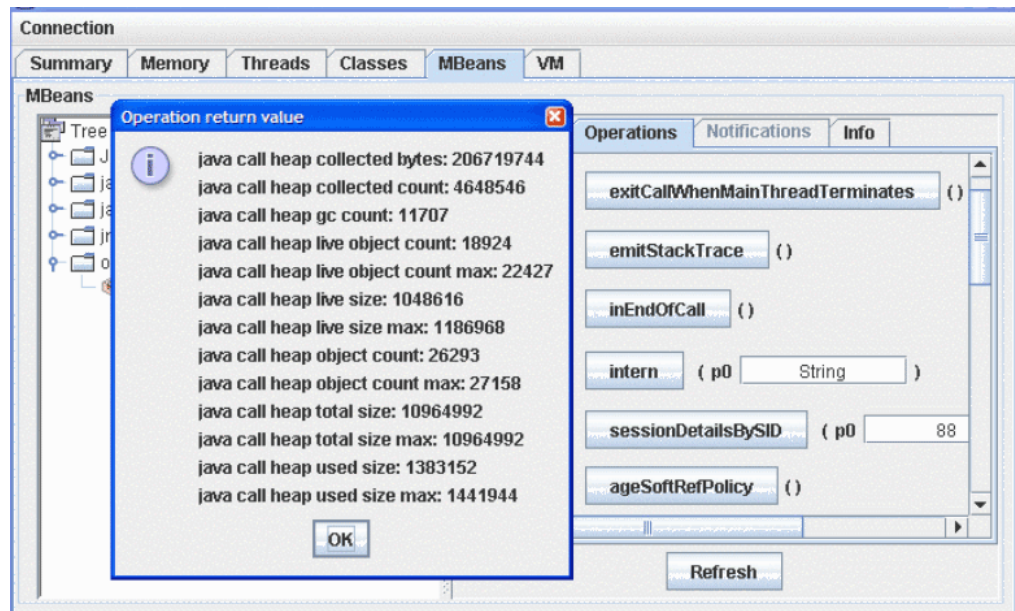 Connection
Summary Memory Threads Classes MBeans VM
MBeans
Tree
J
ja
ja
jr
o
Operation return value
java call heap collected bytes: 206719744
java call heap collected count: 4648546
java call heap gc count: 11707
java call heap live object count: 18924
java call heap live object count max: 22427
java call heap live size: 1048616
java call heap live size max: 1186968
java call heap object count: 26293
java call heap object count max: 27158
java call heap total size: 10964992
java call heap total size max: 10964992
java call heap used size: 1383152
java call heap used size max: 1441944
OK
Operations Notifications Info
exitCallWhenMainThreadTerminates ()
emitStackTrace ()
inEndOfCall ()
intern ( p0 String )
sessionDetailsBySID ( p0 88
ageSoftRefPolicy ()
Refresh